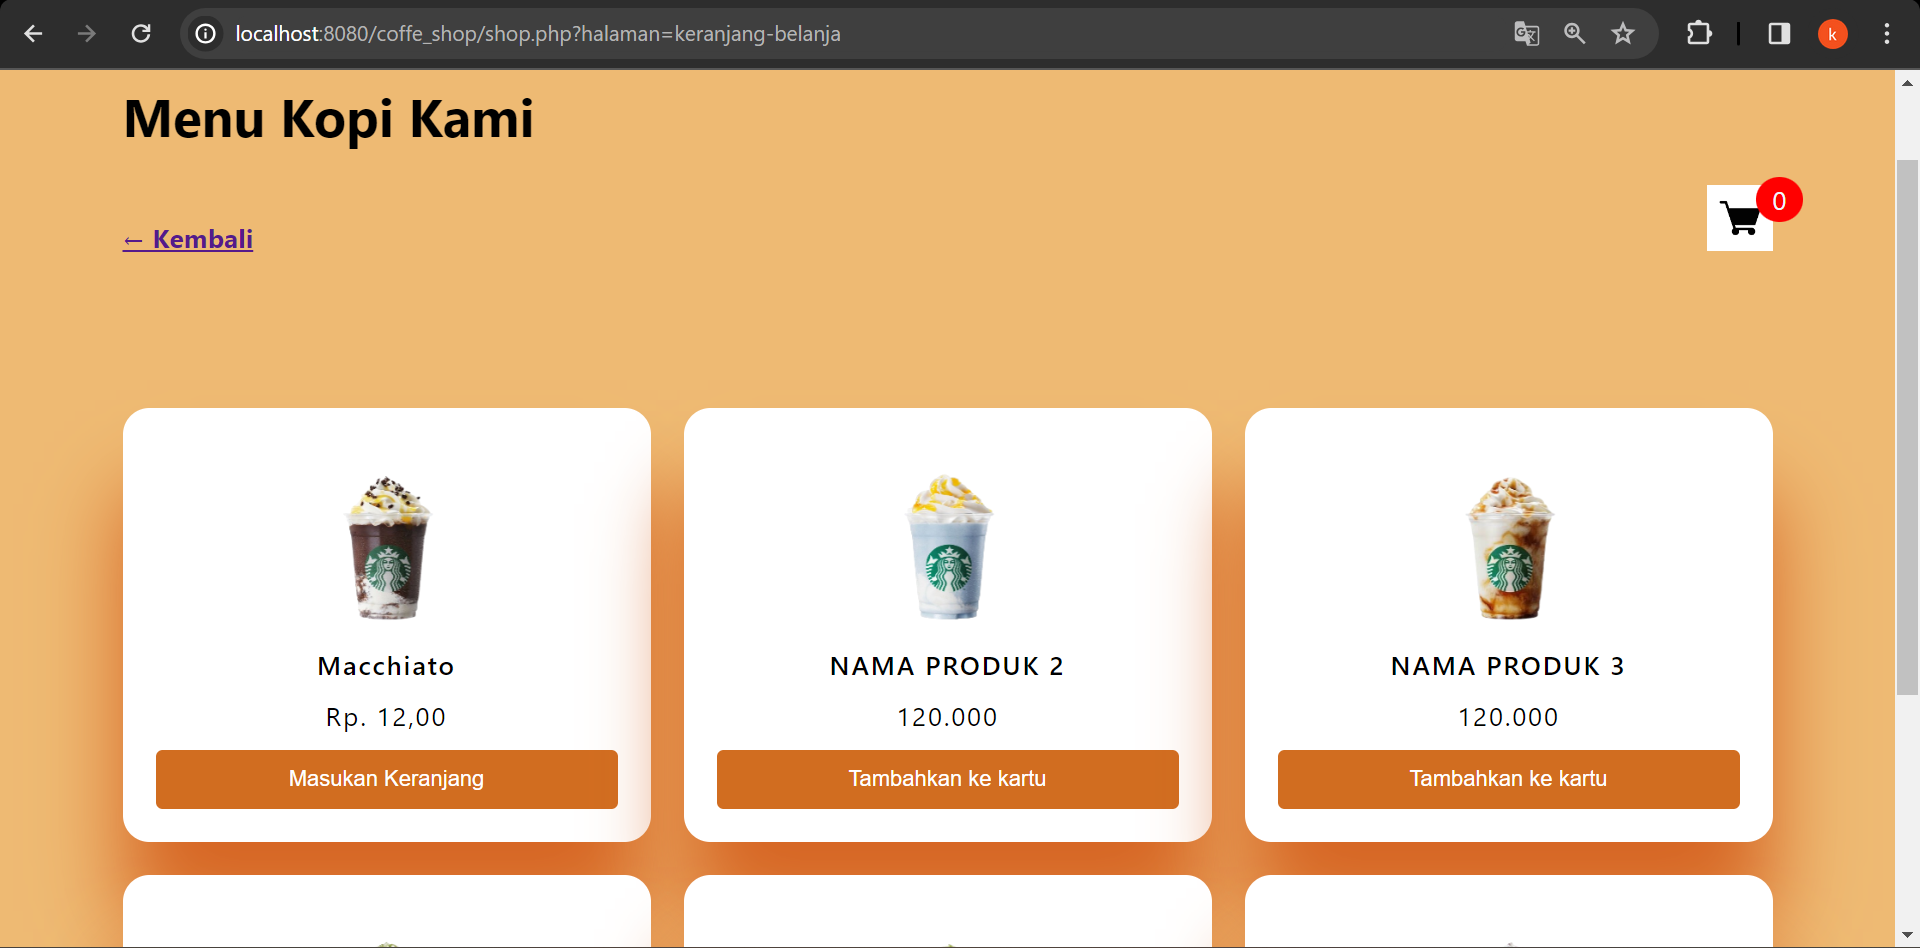 localhost:8080/coffe_shop/shop.php?halaman=keranjang-belanja
k
Menu Kopi Kami
0
← Kembali
Macchiato
Rp. 12,00
Masukan Keranjang
NAMA PRODUK 2
120.000
Tambahkan ke kartu
NAMA PRODUK 3
120.000
Tambahkan ke kartu